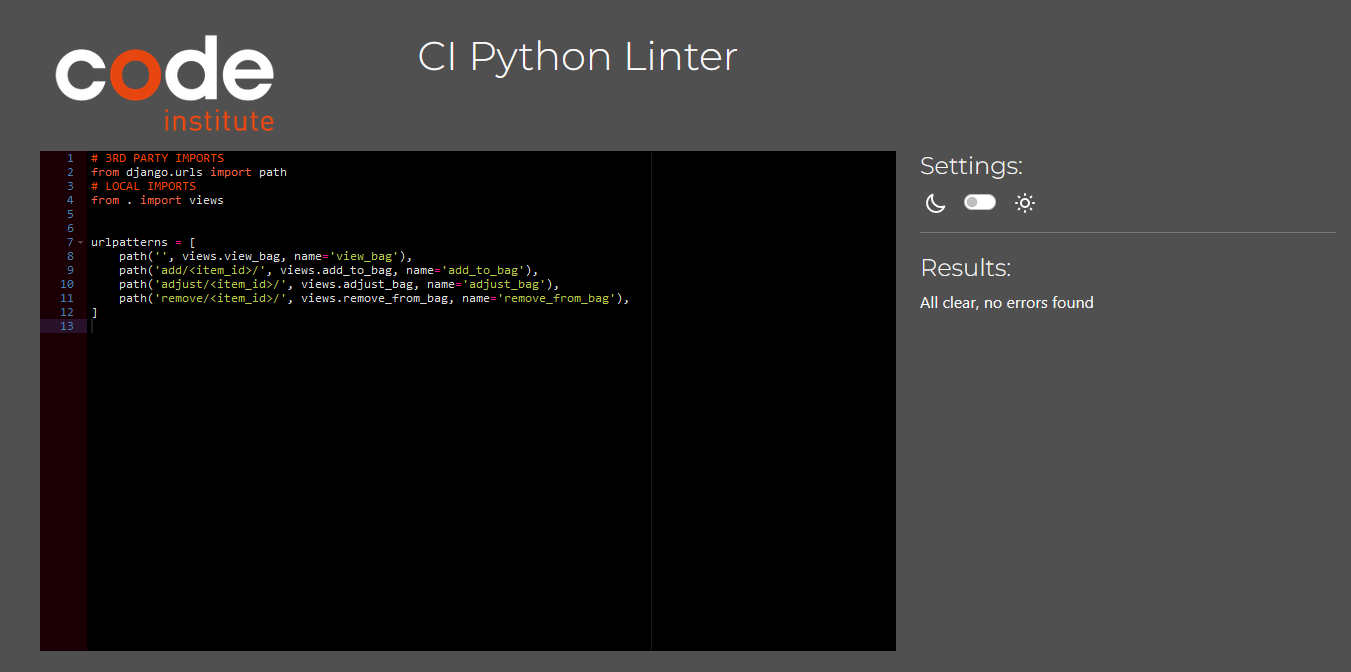 code
institute
CI Python Linter
1 # 3RD PARTY IMPORTS
2 from django.urls import path
3 # LOCAL IMPORTS
4 from . import views
5
6
7 urlpatterns = [
8     path('', views.view_bag, name='view_bag'),
9     path('add/<item_id>/', views.add_to_bag, name='add_to_bag'),
10     path('adjust/<item_id>/', views.adjust_bag, name='adjust_bag'),
11     path('remove/<item_id>/', views.remove_from_bag, name='remove_from_bag'),
12 ]
13
Settings:
Results:
All clear, no errors found